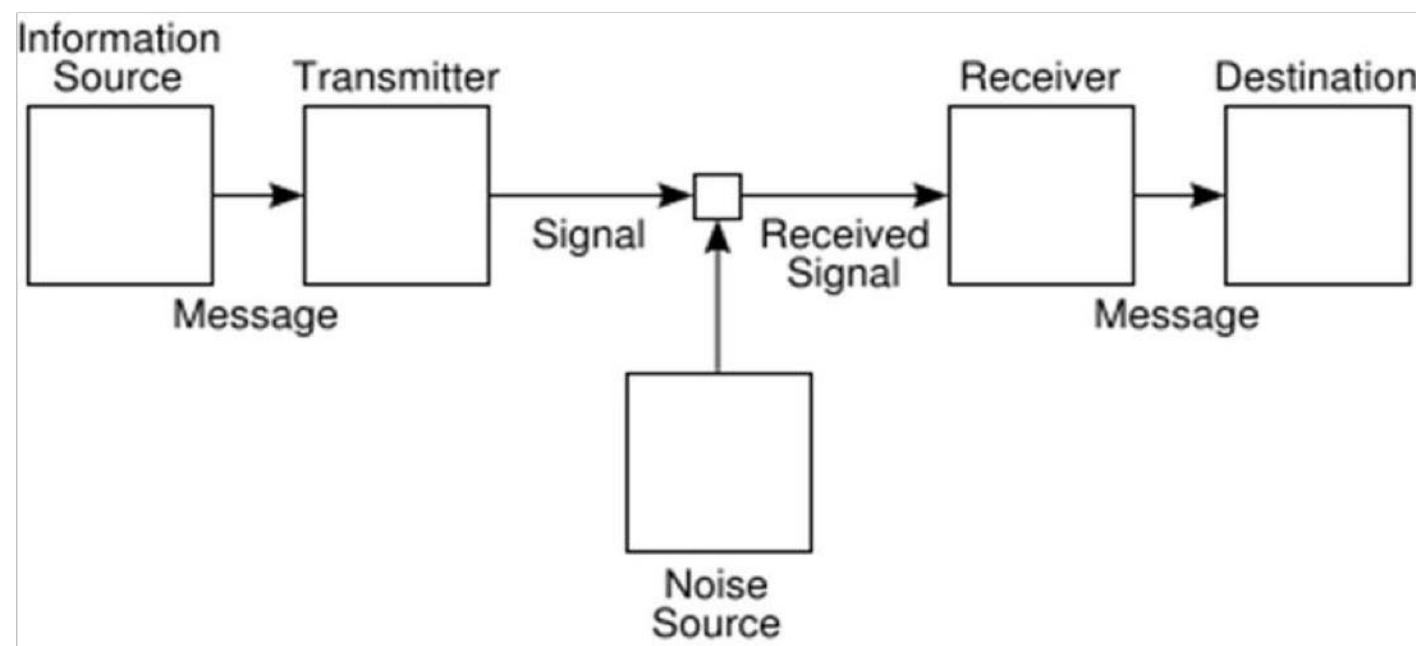 Information
Source
Transmitter
Receiver
Destination
Signal
Received
Signal
Message
Message
Noise
Source